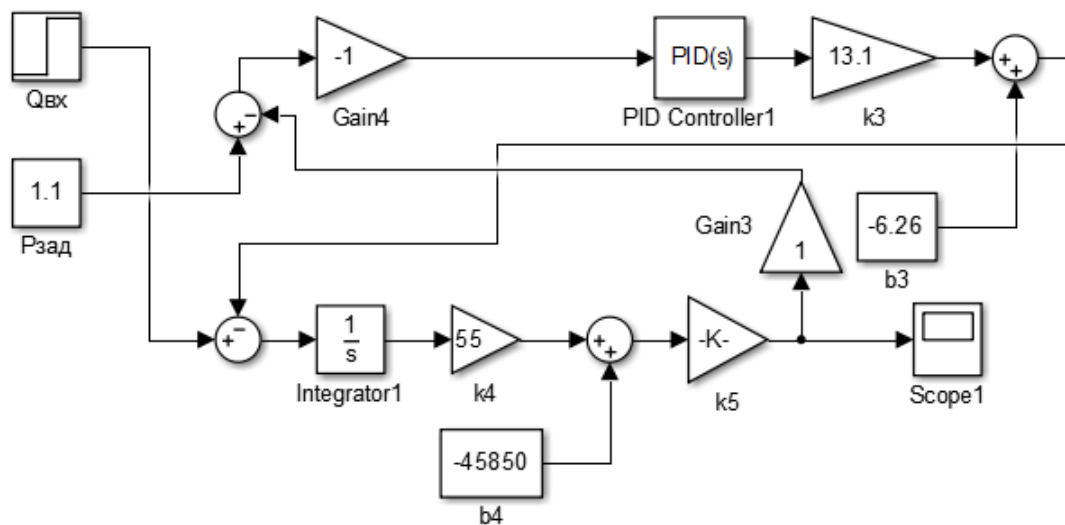 Qвх
-1
Gain4
PID(s)
PID Controller1
13.1
k3
+ +
+ −
1.1
Pзад
Gain3
1
-6.26
b3
+ −
1
s
Integrator1
55
k4
+ +
-K-
k5
Scope1
-45850
b4